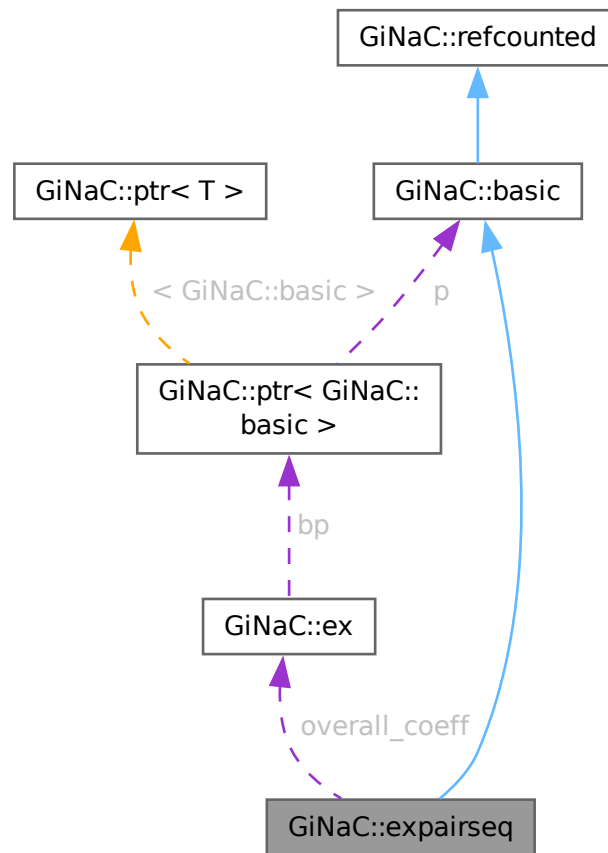 GiNaC::refcounted
GiNaC::ptr< T >
GiNaC::basic
< GiNaC::basic >
p
GiNaC::ptr< GiNaC::
basic >
bp
GiNaC::ex
overall_coeff
GiNaC::expairseq